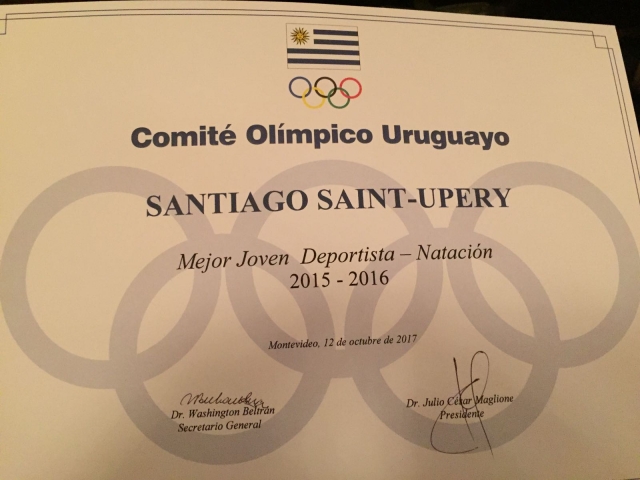 Comité Olímpico Uruguayo
SANTIAGO SAINT-UPERY
Mejor Joven Deportista – Natación
2015 - 2016
Montevideo, 12 de octubre de 2017
Dr. Washington Beltrán
Secretario General
Dr. Julio César Maglione
Presidente